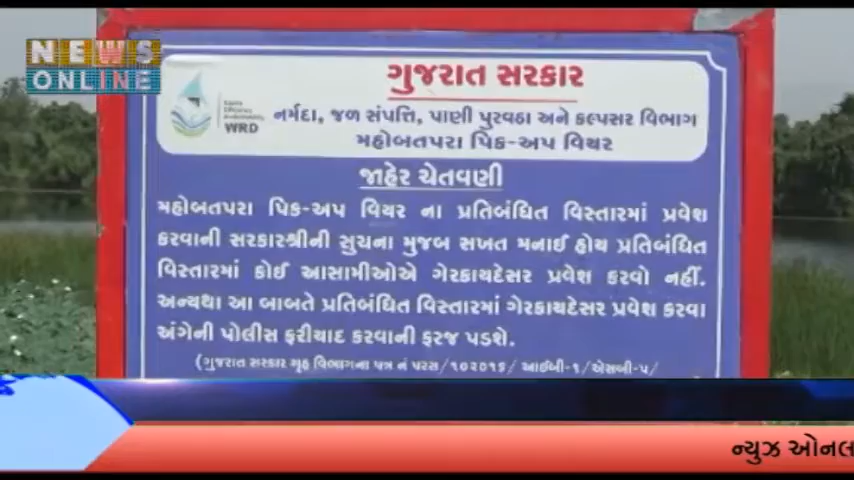 NEWS
ONLINE
ગુજરાત સરકાર
WRD
નર્મદા, જળ સંપત્તિ, પાણી પુરવઠા અને કલ્પસર વિભાગ
મહોબતપરા પિક-અપ વિયર
જાહેર ચેતવણી
મહોબતપરા પિક-અપ વિયર ના પ્રતિબંધિત વિસ્તારમાં પ્રવેશ
કરવાની સરકારશ્રીની સુચના મુજબ સખત મનાઈ હોય પ્રતિબંધિત
વિસ્તારમાં કોઈ આસામીઓએ ગેરકાયદેસર પ્રવેશ કરવો નહીં.
અન્યથા આ બાબતે પ્રતિબંધિત વિસ્તારમાં ગેરકાયદેસર પ્રવેશ કરવા
અંગેની પોલીસ ફરીયાદ કરવાની ફરજ પડશે.
(ગુજરાત સરકાર ગૃહ વિભાગના પત્ર નં પરસ/૧૦૨૦૧૬/ આઈબી-૧/એસબી-૫/
ન્યુઝ ઓનલ